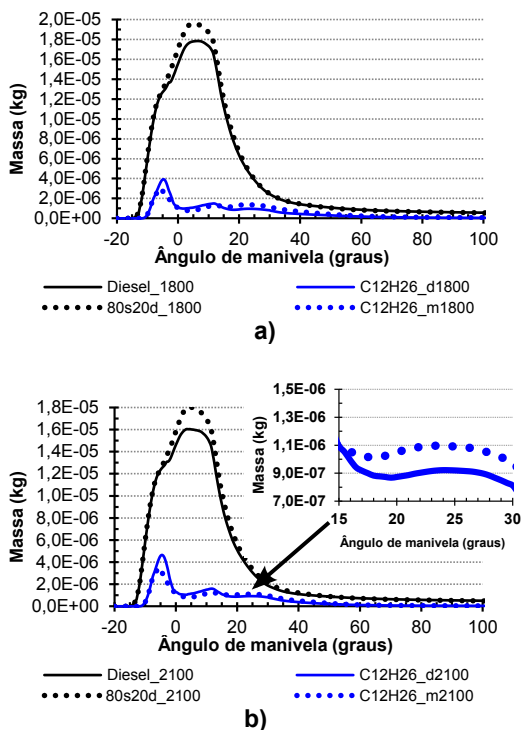 2,0E-05
1,8E-05
1,6E-05
1,4E-05
1,2E-05
1,0E-05
8,0E-06
6,0E-06
4,0E-06
2,0E-06
0,0E+00
Massa (kg)
-20 0 20 40 60 80 100
Ângulo de manivela (graus)
Diesel_1800 C12H26_d1800
80s20d_1800 C12H26_m1800
a)
1,8E-05
1,6E-05
1,4E-05
1,2E-05
1,0E-05
8,0E-06
6,0E-06
4,0E-06
2,0E-06
0,0E+00
Massa (kg)
1,5E-06
1,3E-06
1,1E-06
9,0E-07
7,0E-07
Massa (kg)
15 20 25 30
Ângulo de manivela (graus)
-20 0 20 40 60 80 100
Ângulo de manivela (graus)
Diesel_2100 C12H26_d2100
80s20d_2100 C12H26_m2100
b)